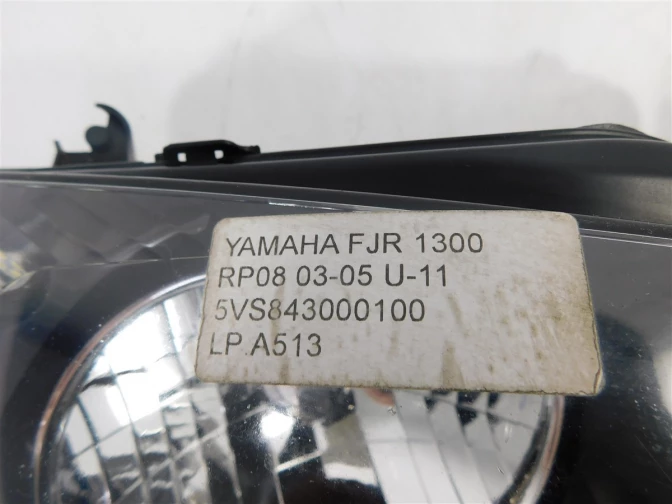 YAMAHA FJR 1300
RP08 03-05 U-11
5VS843000100
LP.A513